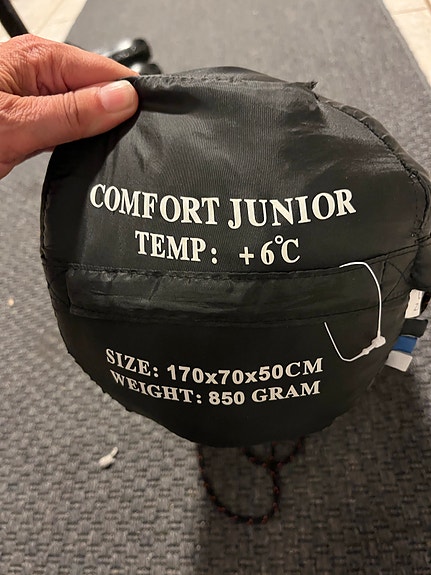 COMFORT JUNIOR
TEMP: +6°C
SIZE: 170x70x50CM
WEIGHT: 850 GRAM